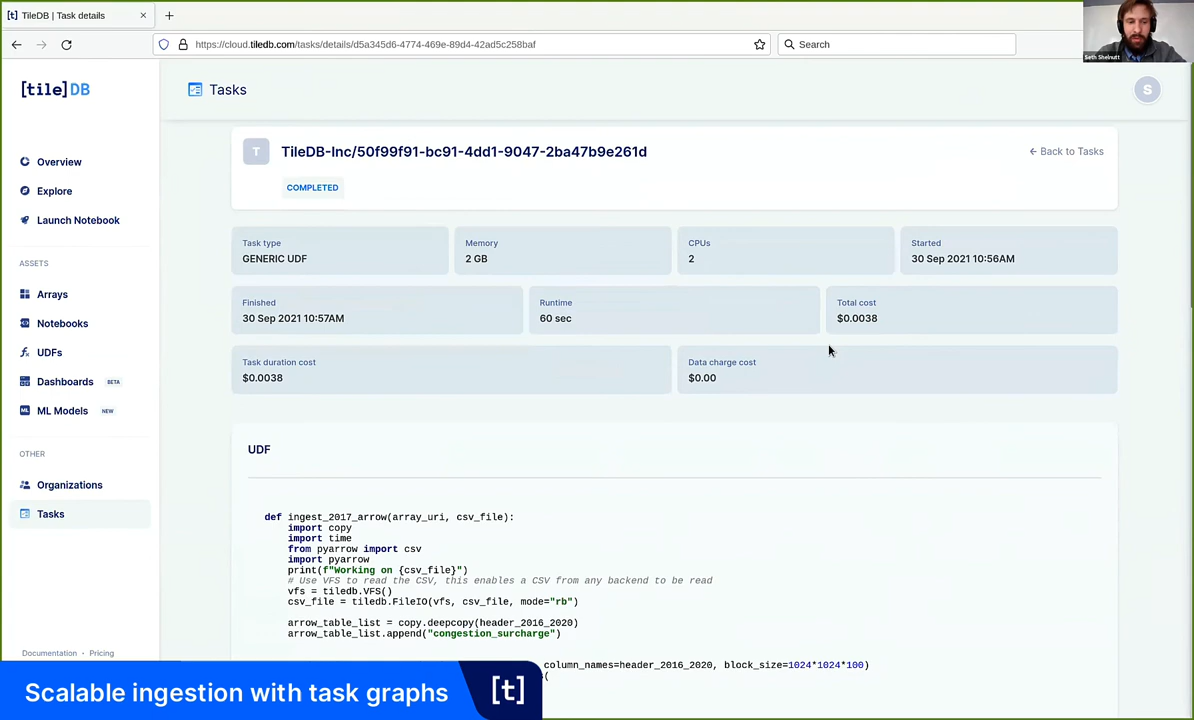 [t] TileDB | Task details
https://cloud.tiledb.com/tasks/details/d5a345d6-4774-469e-89d4-42ad5c258baf
Search
Seth Shelnutt
[tile]DB
Tasks
S
T
TileDB-Inc/50f99f91-bc91-4dd1-9047-2ba47b9e261d
← Back to Tasks
COMPLETED
Overview
Explore
Launch Notebook
ASSETS
Arrays
Notebooks
UDFs
Dashboards BETA
ML Models NEW
OTHER
Organizations
Tasks
Documentation · Pricing
Task type
GENERIC UDF
Memory
2 GB
CPUs
2
Started
30 Sep 2021 10:56AM
Finished
30 Sep 2021 10:57AM
Runtime
60 sec
Total cost
$0.0038
Task duration cost
$0.0038
Data charge cost
$0.00
UDF
def ingest_2017_arrow(array_uri, csv_file):
import copy
import time
from pyarrow import csv
import pyarrow
print(f"Working on {csv_file}")
# Use VFS to read the CSV, this enables a CSV from any backend to be read
vfs = tiledb.VFS()
csv_file = tiledb.FileIO(vfs, csv_file, mode="rb")
arrow_table_list = copy.deepcopy(header_2016_2020)
arrow_table_list.append("congestion_surcharge")
column_names=header_2016_2020, block_size=1024*1024*100)
(
Scalable ingestion with task graphs
[t]